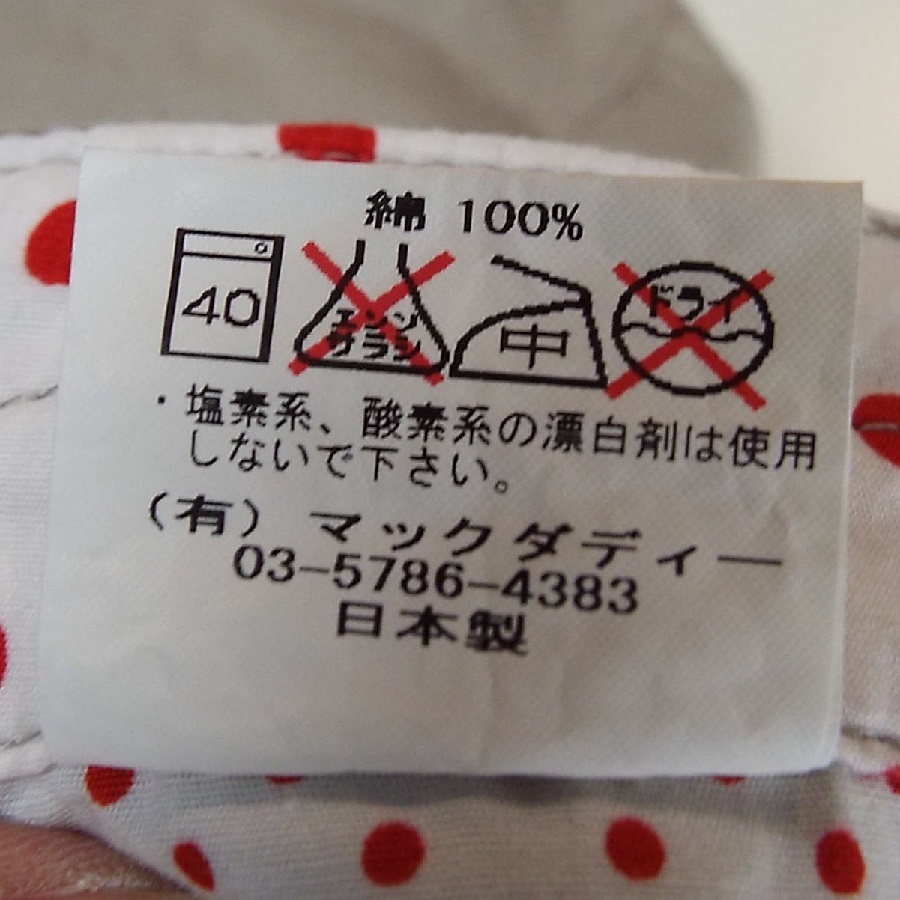 綿 100%
40
エンソ
サラシ
中
ドライ
・塩素系、酸素系の漂白剤は使用
しないで下さい。
(有) マックダディー
03-5786-4383
日本製